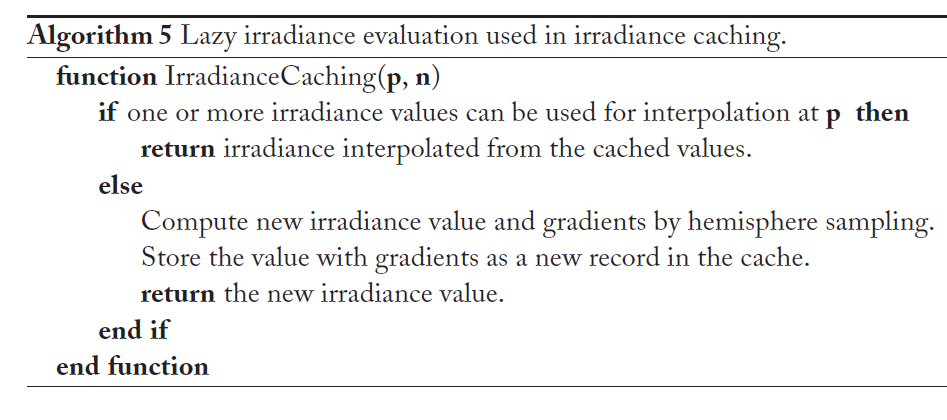 Algorithm 5 Lazy irradiance evaluation used in irradiance caching.
function IrradianceCaching(p, n)
if one or more irradiance values can be used for interpolation at p then
return irradiance interpolated from the cached values.
else
Compute new irradiance value and gradients by hemisphere sampling.
Store the value with gradients as a new record in the cache.
return the new irradiance value.
end if
end function